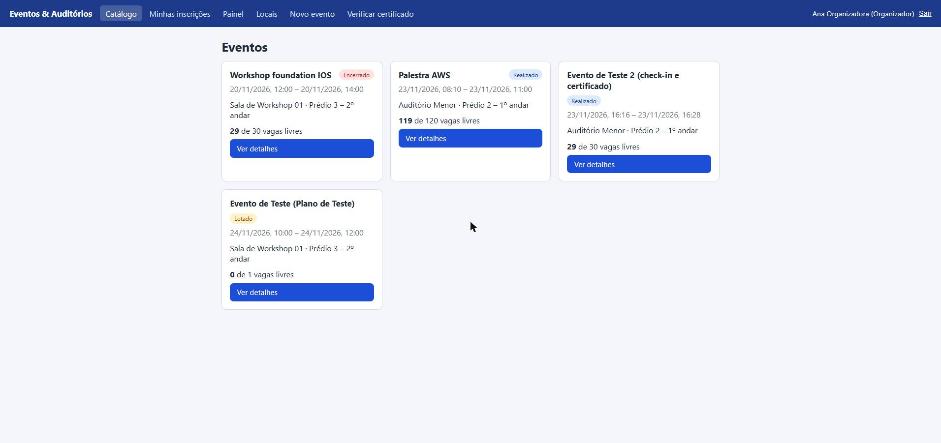 Eventos & Auditórios Catálogo Minhas inscrições Painel Locais Novo evento Verificar certificado Ana Organizadora (Organizador) Sair
Eventos
Workshop foundation IOS Encerrado
20/11/2026, 12:00 – 20/11/2026, 14:00
Sala de Workshop 01 · Prédio 3 – 2º
andar
29 de 30 vagas livres
Ver detalhes
Palestra AWS Realizado
23/11/2026, 08:10 – 23/11/2026, 11:00
Auditório Menor · Prédio 2 – 1º andar
119 de 120 vagas livres
Ver detalhes
Evento de Teste 2 (check-in e
certificado)
Realizado
23/11/2026, 16:16 – 23/11/2026, 16:28
Auditório Menor · Prédio 2 – 1º andar
29 de 30 vagas livres
Ver detalhes
Evento de Teste (Plano de Teste)
Lotado
24/11/2026, 10:00 – 24/11/2026, 12:00
Sala de Workshop 01 · Prédio 3 – 2º
andar
0 de 1 vagas livres
Ver detalhes